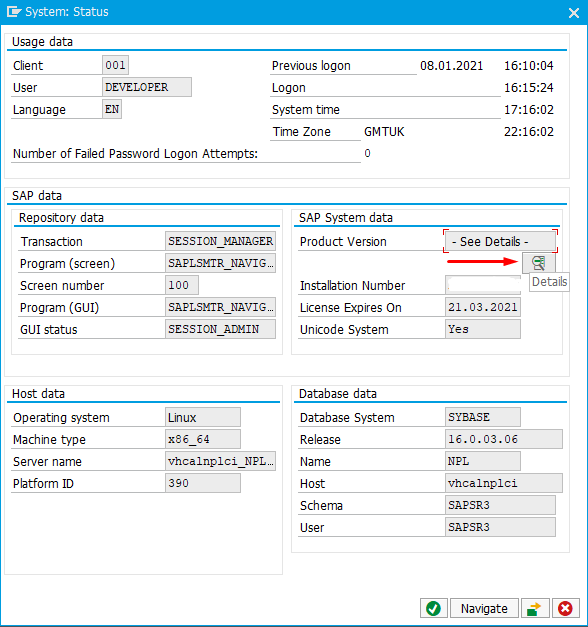 System: Status
Usage data
Client 001 Previous logon 08.01.2021 16:10:04
User DEVELOPER Logon 16:15:24
Language EN System time 17:16:02
Time Zone GMTUK 22:16:02
Number of Failed Password Logon Attempts: 0
SAP data
Repository data
Transaction SESSION_MANAGER
Program (screen) SAPLSMTR_NAVIG...
Screen number 100
Program (GUI) SAPLSMTR_NAVIG...
GUI status SESSION_ADMIN
SAP System data
Product Version - See Details -
Details
Installation Number
License Expires On 21.03.2021
Unicode System Yes
Host data
Operating system Linux
Machine type x86_64
Server name vhcalnplci_NPL...
Platform ID 390
Database data
Database System SYBASE
Release 16.0.03.06
Name NPL
Host vhcalnplci
Schema SAPSR3
User SAPSR3
Navigate